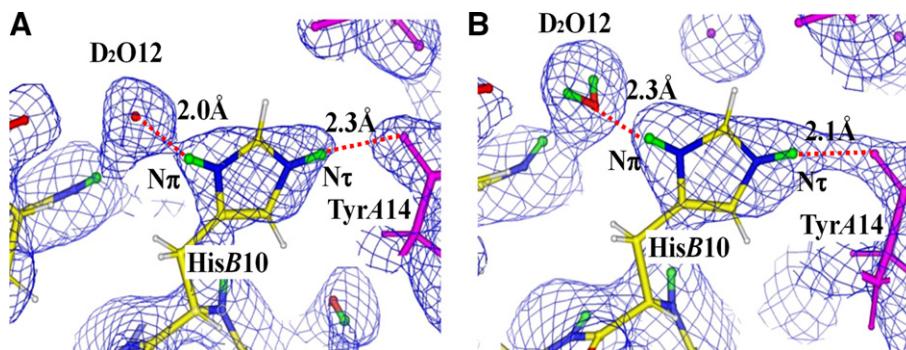 A
D₂O12
2.0Å
2.3Å
Nπ
Nτ
TyrA14
HisB10
B
D₂O12
2.3Å
2.1Å
Nπ
Nτ
TyrA14
HisB10